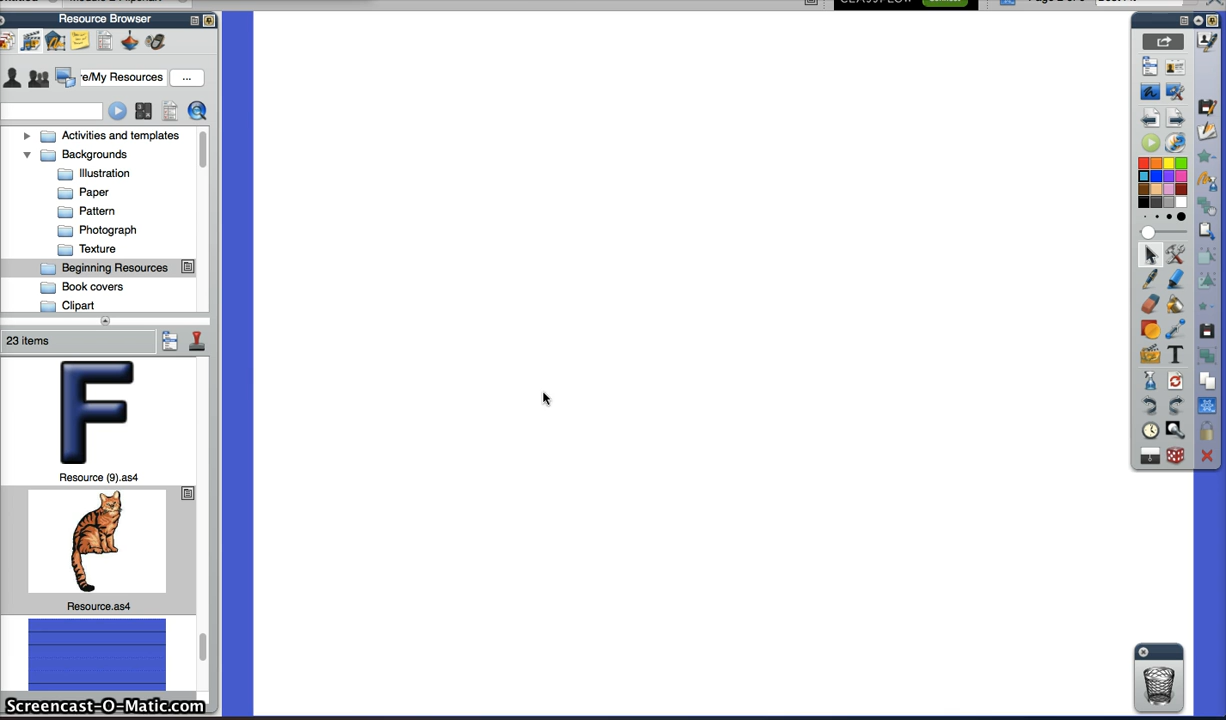 Resource Browser
e/My Resources
...
Activities and templates
Backgrounds
Illustration
Paper
Pattern
Photograph
Texture
Beginning Resources
Book covers
Clipart
23 items
F
Resource (9).as4
Resource.as4
T
Screencast-O-Matic.com